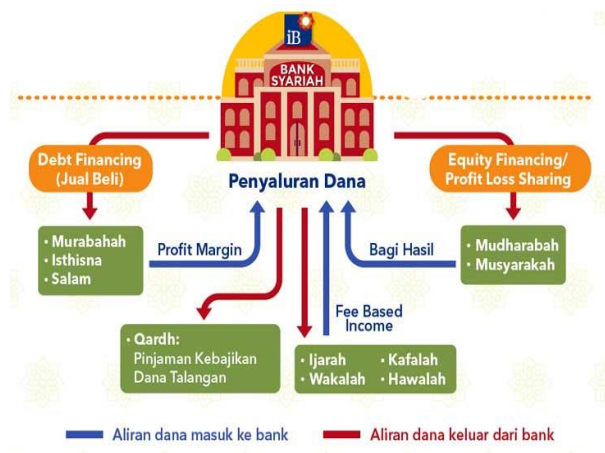 iB
BANK
SYARIAH
Debt Financing
(Jual Beli)
Penyaluran Dana
Equity Financing/
Profit Loss Sharing
• Murabahah
• Isthisna
• Salam
Profit Margin
Bagi Hasil
• Mudharabah
• Musyarakah
Fee Based
Income
• Qardh:
Pinjaman Kebajikan
Dana Talangan
• Ijarah • Kafalah
• Wakalah • Hawalah
Aliran dana masuk ke bank
Aliran dana keluar dari bank